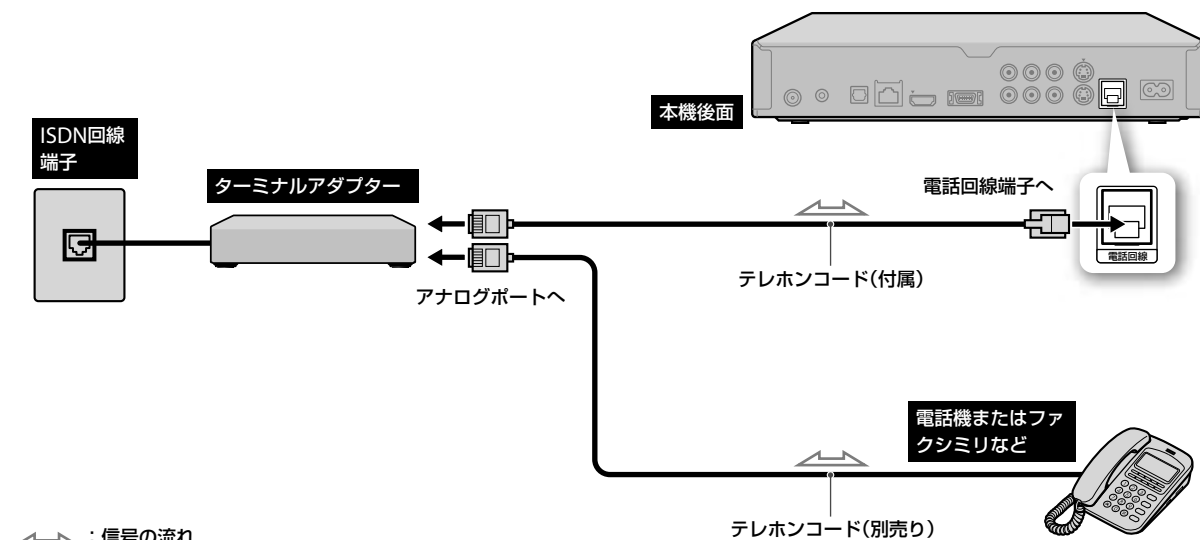 本機後面
ISDN回線
端子
ターミナルアダプター
電話回線端子へ
電話回線
テレホンコード(付属)
アナログポートへ
電話機またはファ
クシミリなど
テレホンコード(別売り)
：信号の流れ